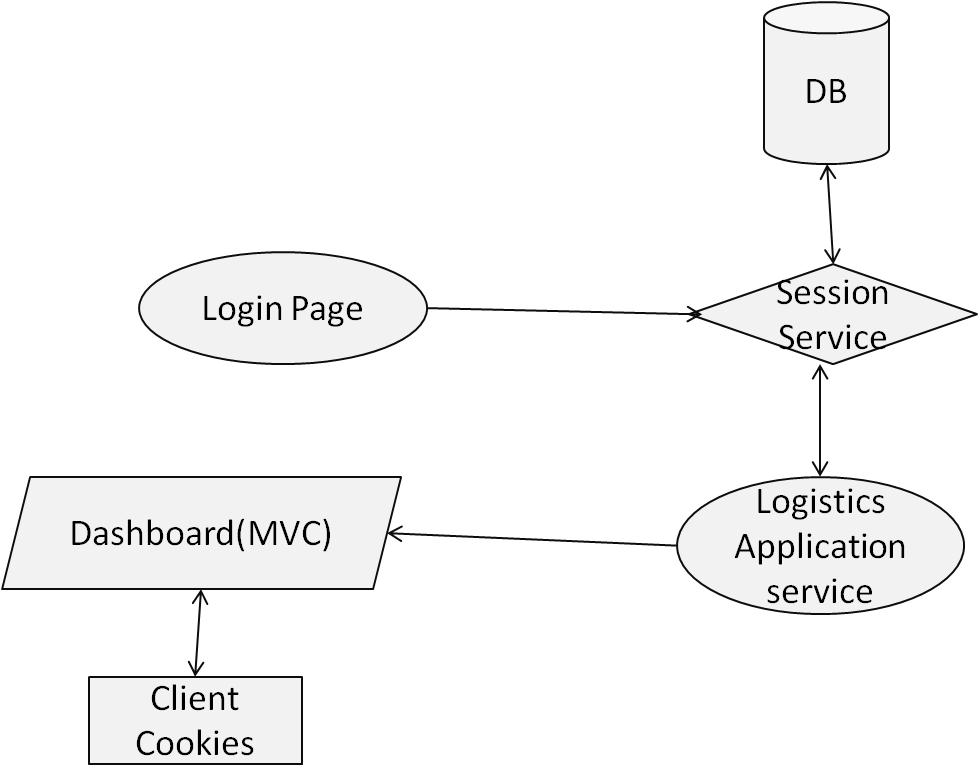 DB
Login Page
Session
Service
Dashboard(MVC)
Logistics
Application
service
Client
Cookies